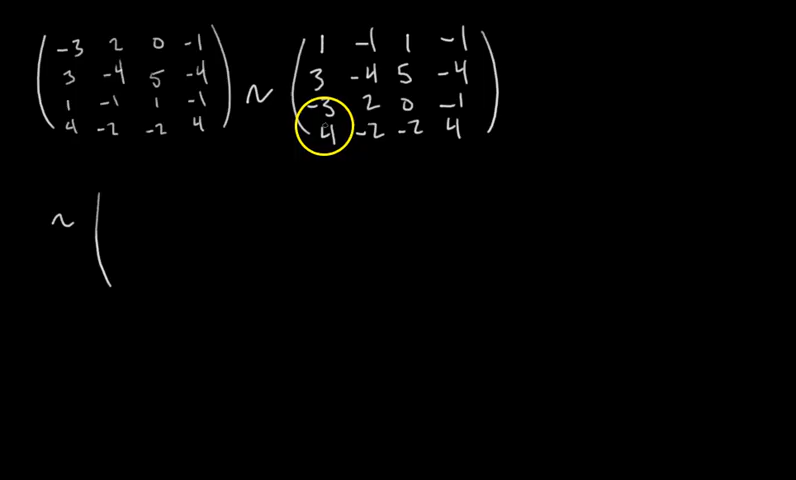 ( -3 2 0 -1 ) ~ ( 1 -1 1 -1 )
( 3 -4 5 -4 ) ( 3 -4 5 -4 )
( 1 -1 1 -1 ) ( -3 2 0 -1 )
( 4 -2 -2 4 ) ( 4 -2 -2 4 )
~ (